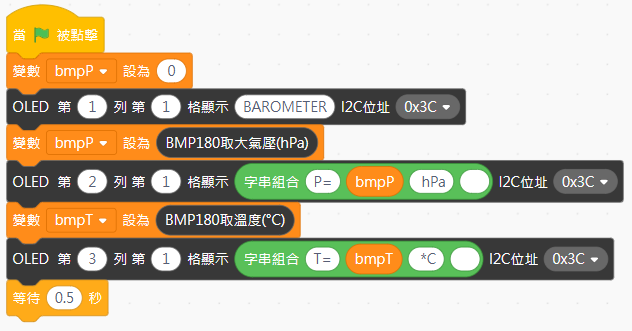 當 被點擊
變數 bmpP 設為 0
OLED 第 1 列 第 1 格顯示 BAROMETER I2C位址 0x3C
變數 bmpP 設為 BMP180取大氣壓(hPa)
OLED 第 2 列 第 1 格顯示 字串組合 P= bmpP hPa I2C位址 0x3C
變數 bmpT 設為 BMP180取溫度(°C)
OLED 第 3 列 第 1 格顯示 字串組合 T= bmpT *C I2C位址 0x3C
等待 0.5 秒